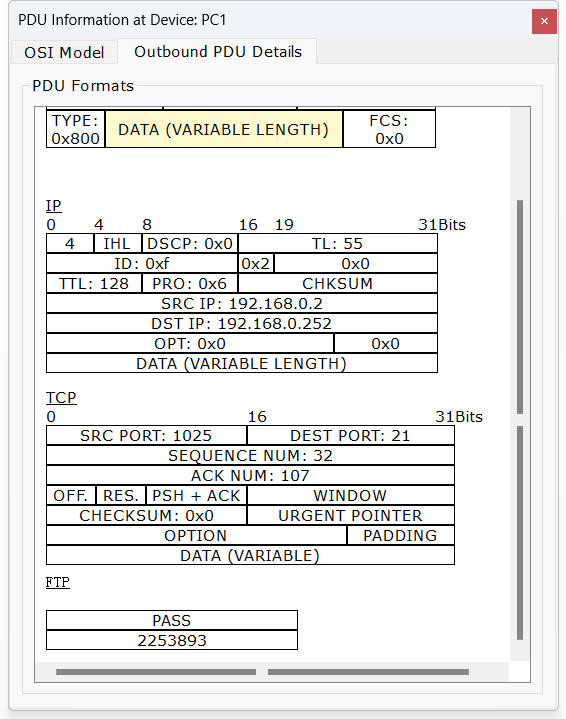 PDU Information at Device: PC1
OSI Model Outbound PDU Details
PDU Formats
TYPE: 0x800 DATA (VARIABLE LENGTH) FCS: 0x0
IP
0 4 8 16 19 31Bits
4 IHL DSCP: 0x0 TL: 55
ID: 0xf 0x2 0x0
TTL: 128 PRO: 0x6 CHKSUM
SRC IP: 192.168.0.2
DST IP: 192.168.0.252
OPT: 0x0 0x0
DATA (VARIABLE LENGTH)
TCP
0 16 31Bits
SRC PORT: 1025 DEST PORT: 21
SEQUENCE NUM: 32
ACK NUM: 107
OFF. RES. PSH + ACK WINDOW
CHECKSUM: 0x0 URGENT POINTER
OPTION PADDING
DATA (VARIABLE)
FTP
PASS
2253893